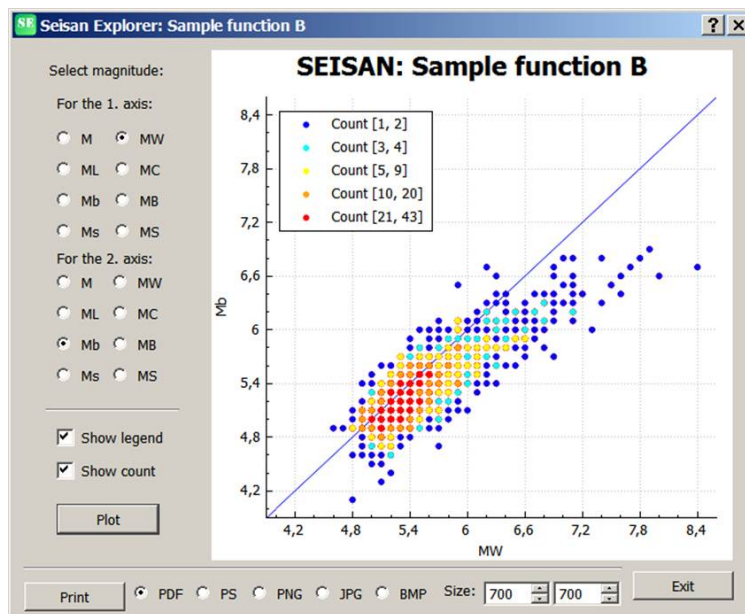 SE Seisan Explorer: Sample function B
? X
Select magnitude:
For the 1. axis:
M MW
ML MC
Mb MB
Ms MS
For the 2. axis:
M MW
ML MC
Mb MB
Ms MS
Show legend
Show count
Plot
SEISAN: Sample function B
Count [1, 2]
Count [3, 4]
Count [5, 9]
Count [10, 20]
Count [21, 43]
8,4
7,8
7,2
6,6
6
5,4
4,8
4,2
Mb
4,2 4,8 5,4 6 6,6 7,2 7,8 8,4
MW
Print PDF PS PNG JPG BMP Size: 700 700 Exit